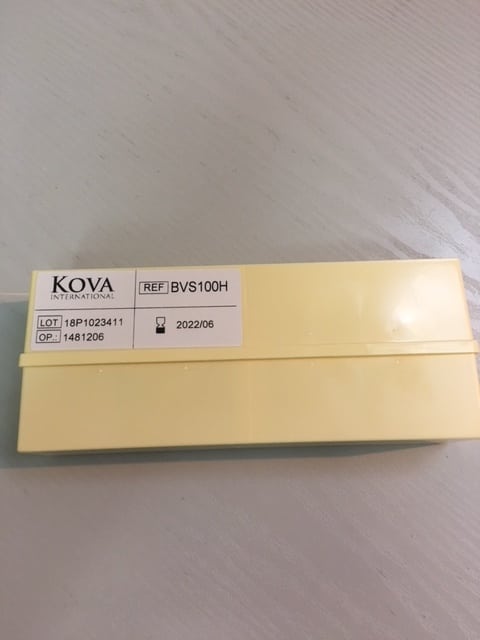 KOVA
INTERNATIONAL
REF BVS100H
LOT 18P1023411
OP.: 1481206
2022/06